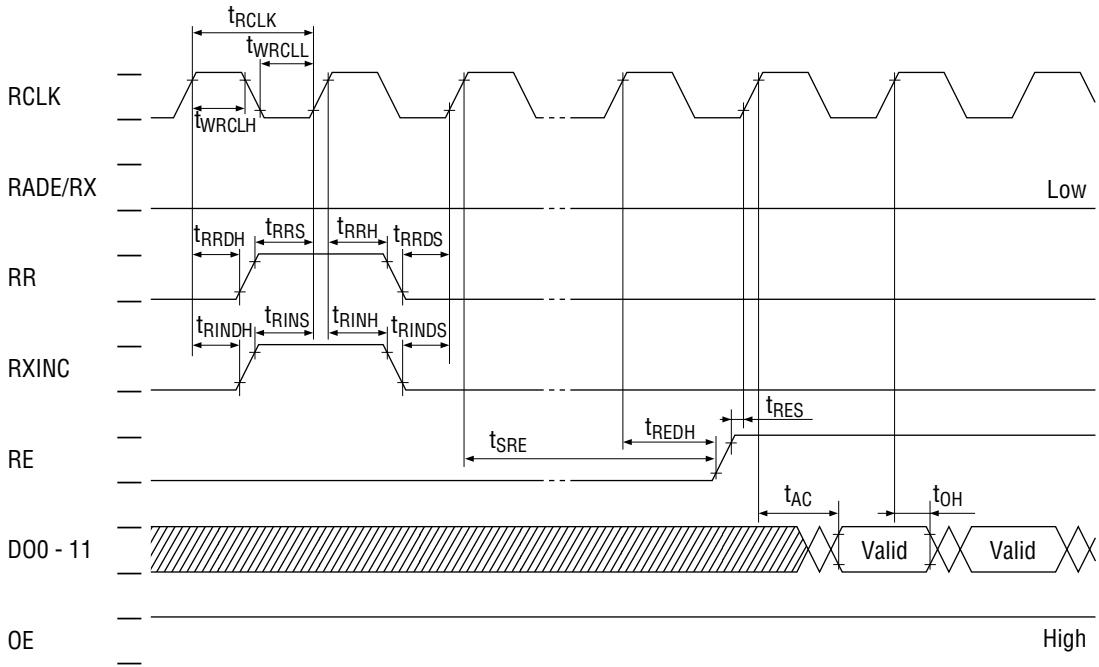 tRCLK
tWRCLL
RCLK
tWRCLH
RADE/RX
Low
tRRDH tRRS tRRH tRRDS
RR
tRINDH tRINS tRINH tRINDS
RXINC
tRES
tREDH
tSRE
RE
tAC tOH
DO0 - 11
Valid Valid
OE
High